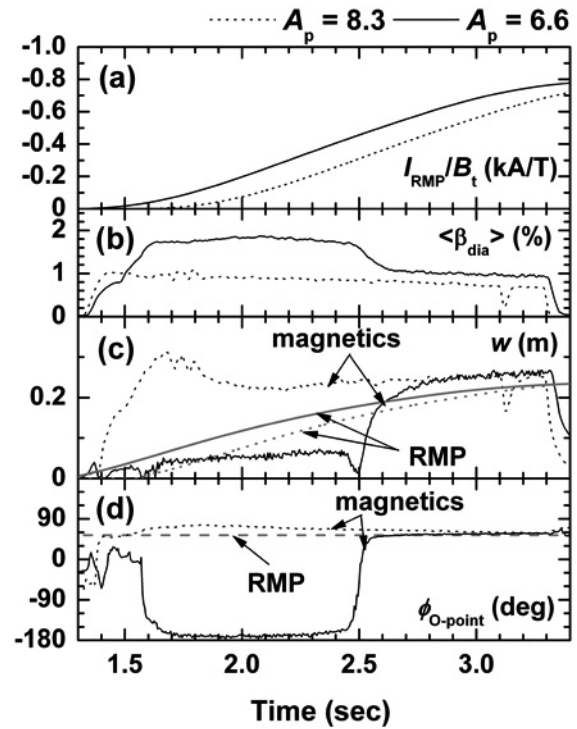 A_p = 8.3 A_p = 6.6
-1.0
(a)
-0.8
-0.6
-0.4
-0.2
I_RMP/B_t (kA/T)
0
(b)
2
<β_dia> (%)
1
0
(c)
magnetics
w (m)
0.2
RMP
0
(d)
magnetics
90
0
RMP
-90
ϕ_O-point (deg)
-180
1.5 2.0 2.5 3.0
Time (sec)